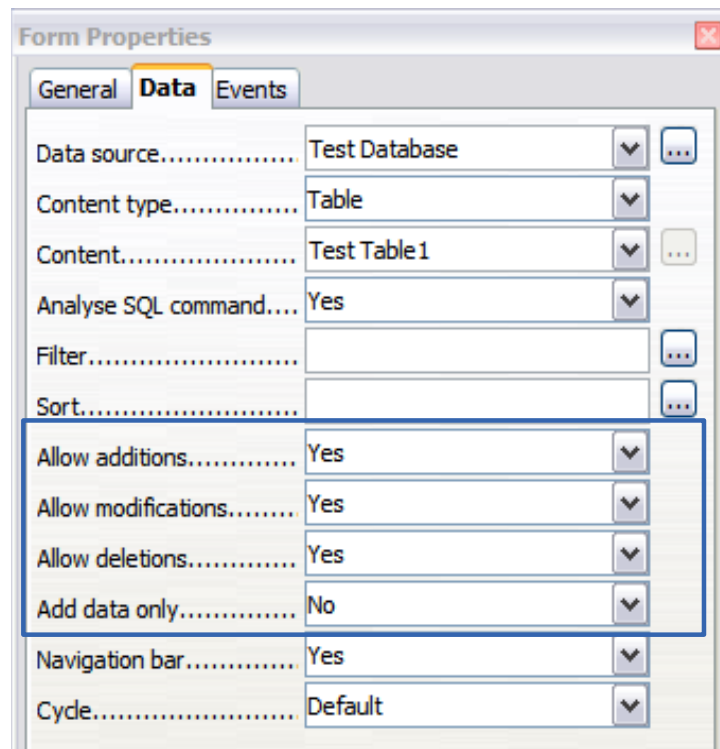 Form Properties
General Data Events
Data source................ Test Database ...
Content type............... Table
Content..................... Test Table1 ...
Analyse SQL command.... Yes
Filter........................ ...
Sort......................... ...
Allow additions............. Yes
Allow modifications........ Yes
Allow deletions............. Yes
Add data only.............. No
Navigation bar.............. Yes
Cycle........................ Default